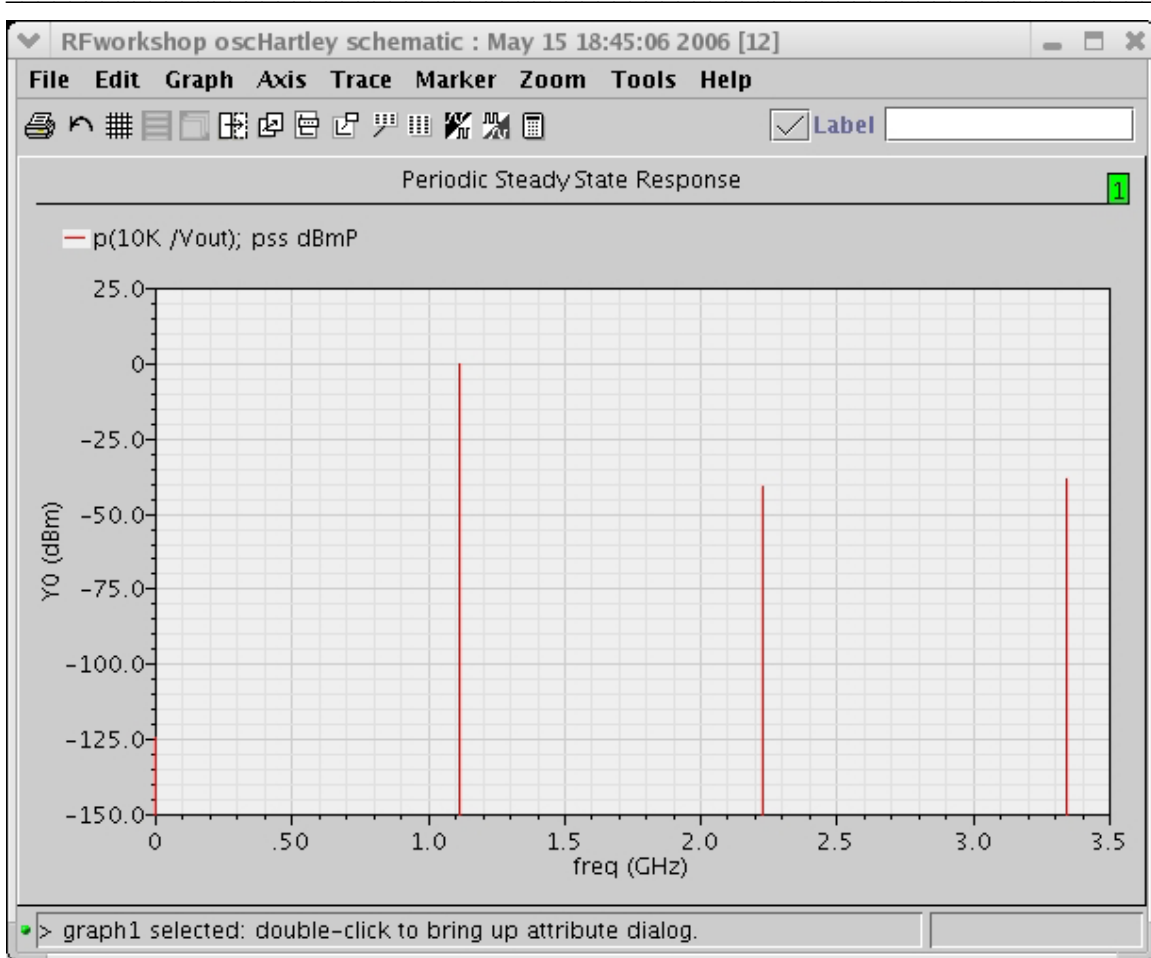 RFworkshop oscHartley schematic : May 15 18:45:06 2006 [12]
File Edit Graph Axis Trace Marker Zoom Tools Help
Label
Periodic Steady State Response
1
p(10K /Vout); pss dBmP
25.0
0
-25.0
-50.0
-75.0
-100.0
-125.0
-150.0
Y0 (dBm)
0 .50 1.0 1.5 2.0 2.5 3.0 3.5
freq (GHz)
> graph1 selected: double-click to bring up attribute dialog.